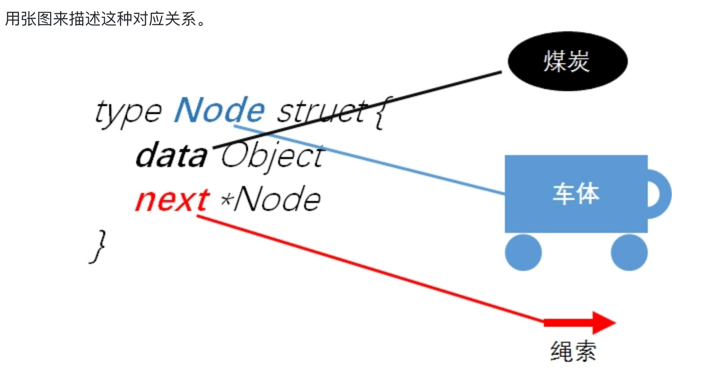 用张图来描述这种对应关系。
煤炭
type Node struct {
data Object
车体
next *Node
}
绳索